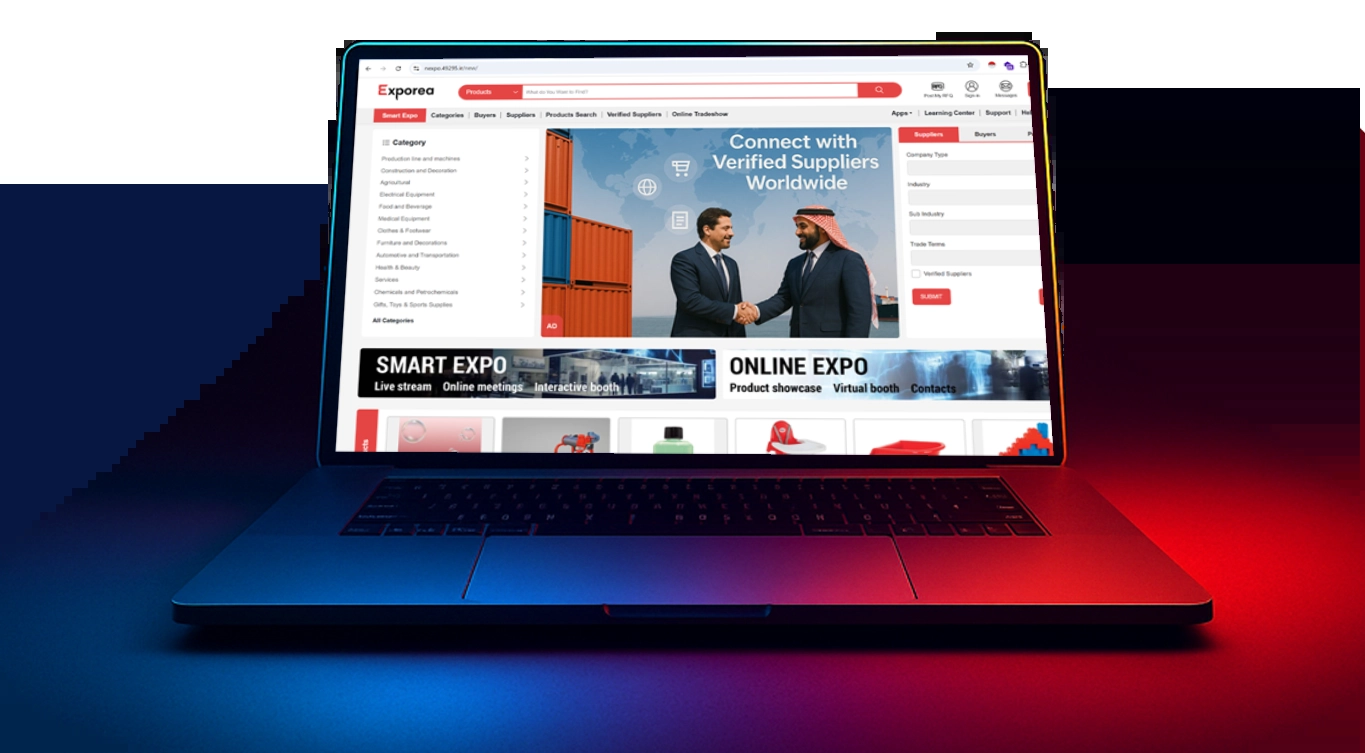 nexpo.49295.ir/new/
Exporea
Products
What do You Want to Find?
Post My RFQ
Sign in
Messages
Smart Expo | Categories | Buyers | Suppliers | Products Search | Verified Suppliers | Online Tradeshow
Apps
Learning Center | Support |
Category
Production line and machines
Construction and Decoration
Agricultural
Electrical Equipment
Food and Beverage
Medical Equipment
Clothes & Footwear
Furniture and Decorations
Automotive and Transportation
Health & Beauty
Services
Chemicals and Petrochemicals
Gifts, Toys & Sports Supplies
All Categories
Connect with
Verified Suppliers
Worldwide
AD
Suppliers
Buyers
Company Type
Industry
Sub Industry
Trade Terms
Verified Suppliers
SUBMIT
SMART EXPO
Live stream Online meetings Interactive booth
ONLINE EXPO
Product showcase Virtual booth Contacts